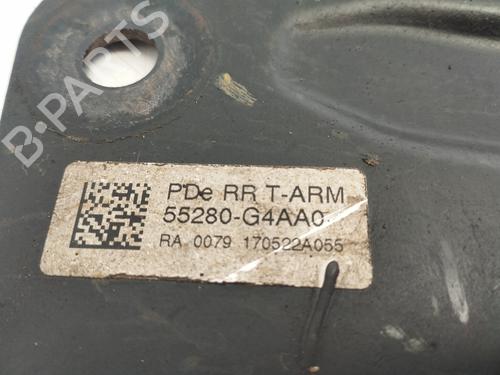 B-PARTS
PDe RR T-ARM
55280-G4AA0
RA 0079 170522A055